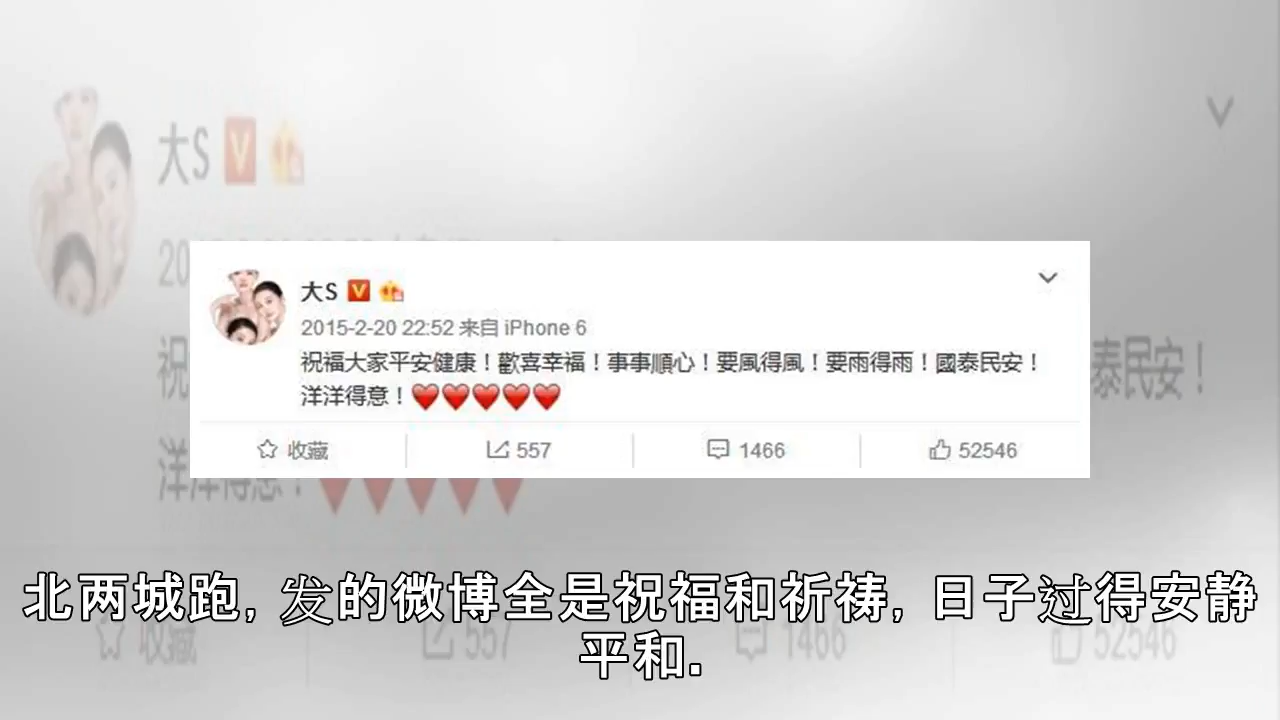 大S
2015-2-20 22:52 来自 iPhone 6
祝福大家平安健康！歡喜幸福！事事順心！要風得風！要雨得雨！國泰民安！
洋洋得意！❤❤❤❤❤
收藏 557 1466 52546
北两城跑, 发的微博全是祝福和祈祷, 日子过得安静
平和.